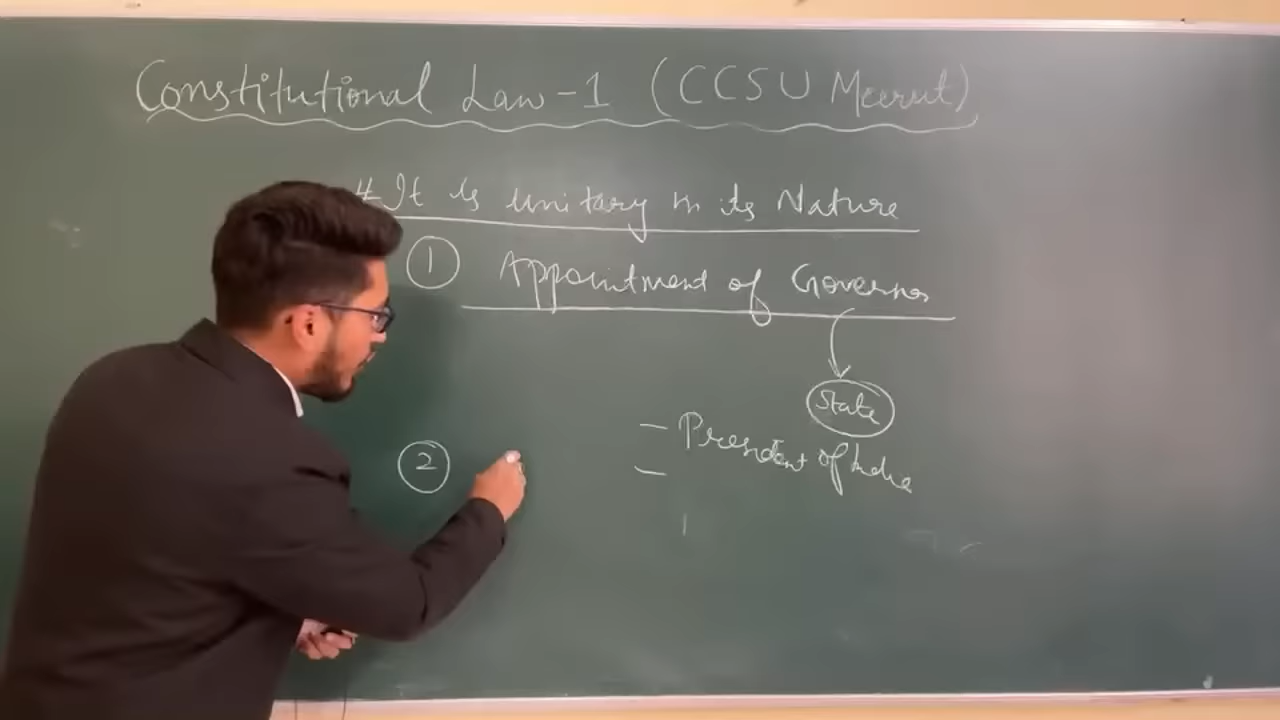 Constitutional Law-1 (CCSU Meerut)
# It is Unitary in its Nature
1 Appointment of Governor
State
- President of India
-
2